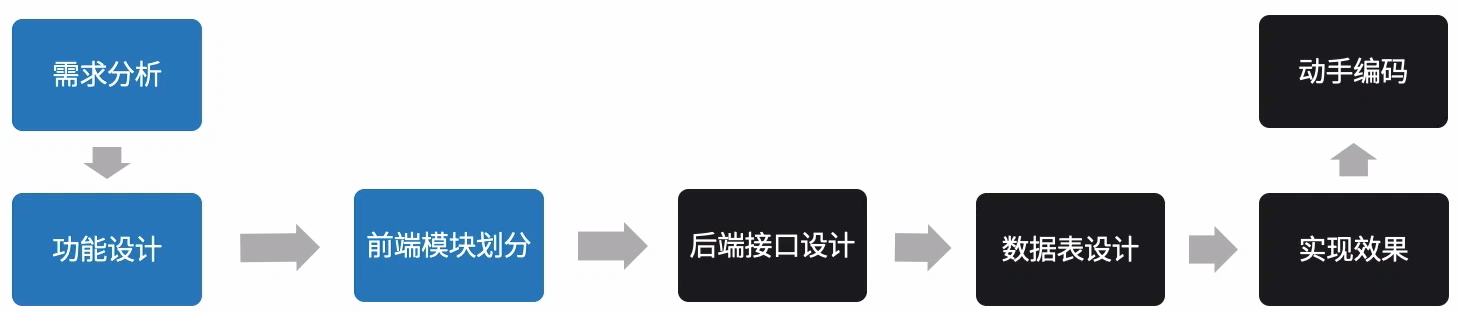 需求分析
功能设计
前端模块划分
后端接口设计
数据表设计
实现效果
动手编码